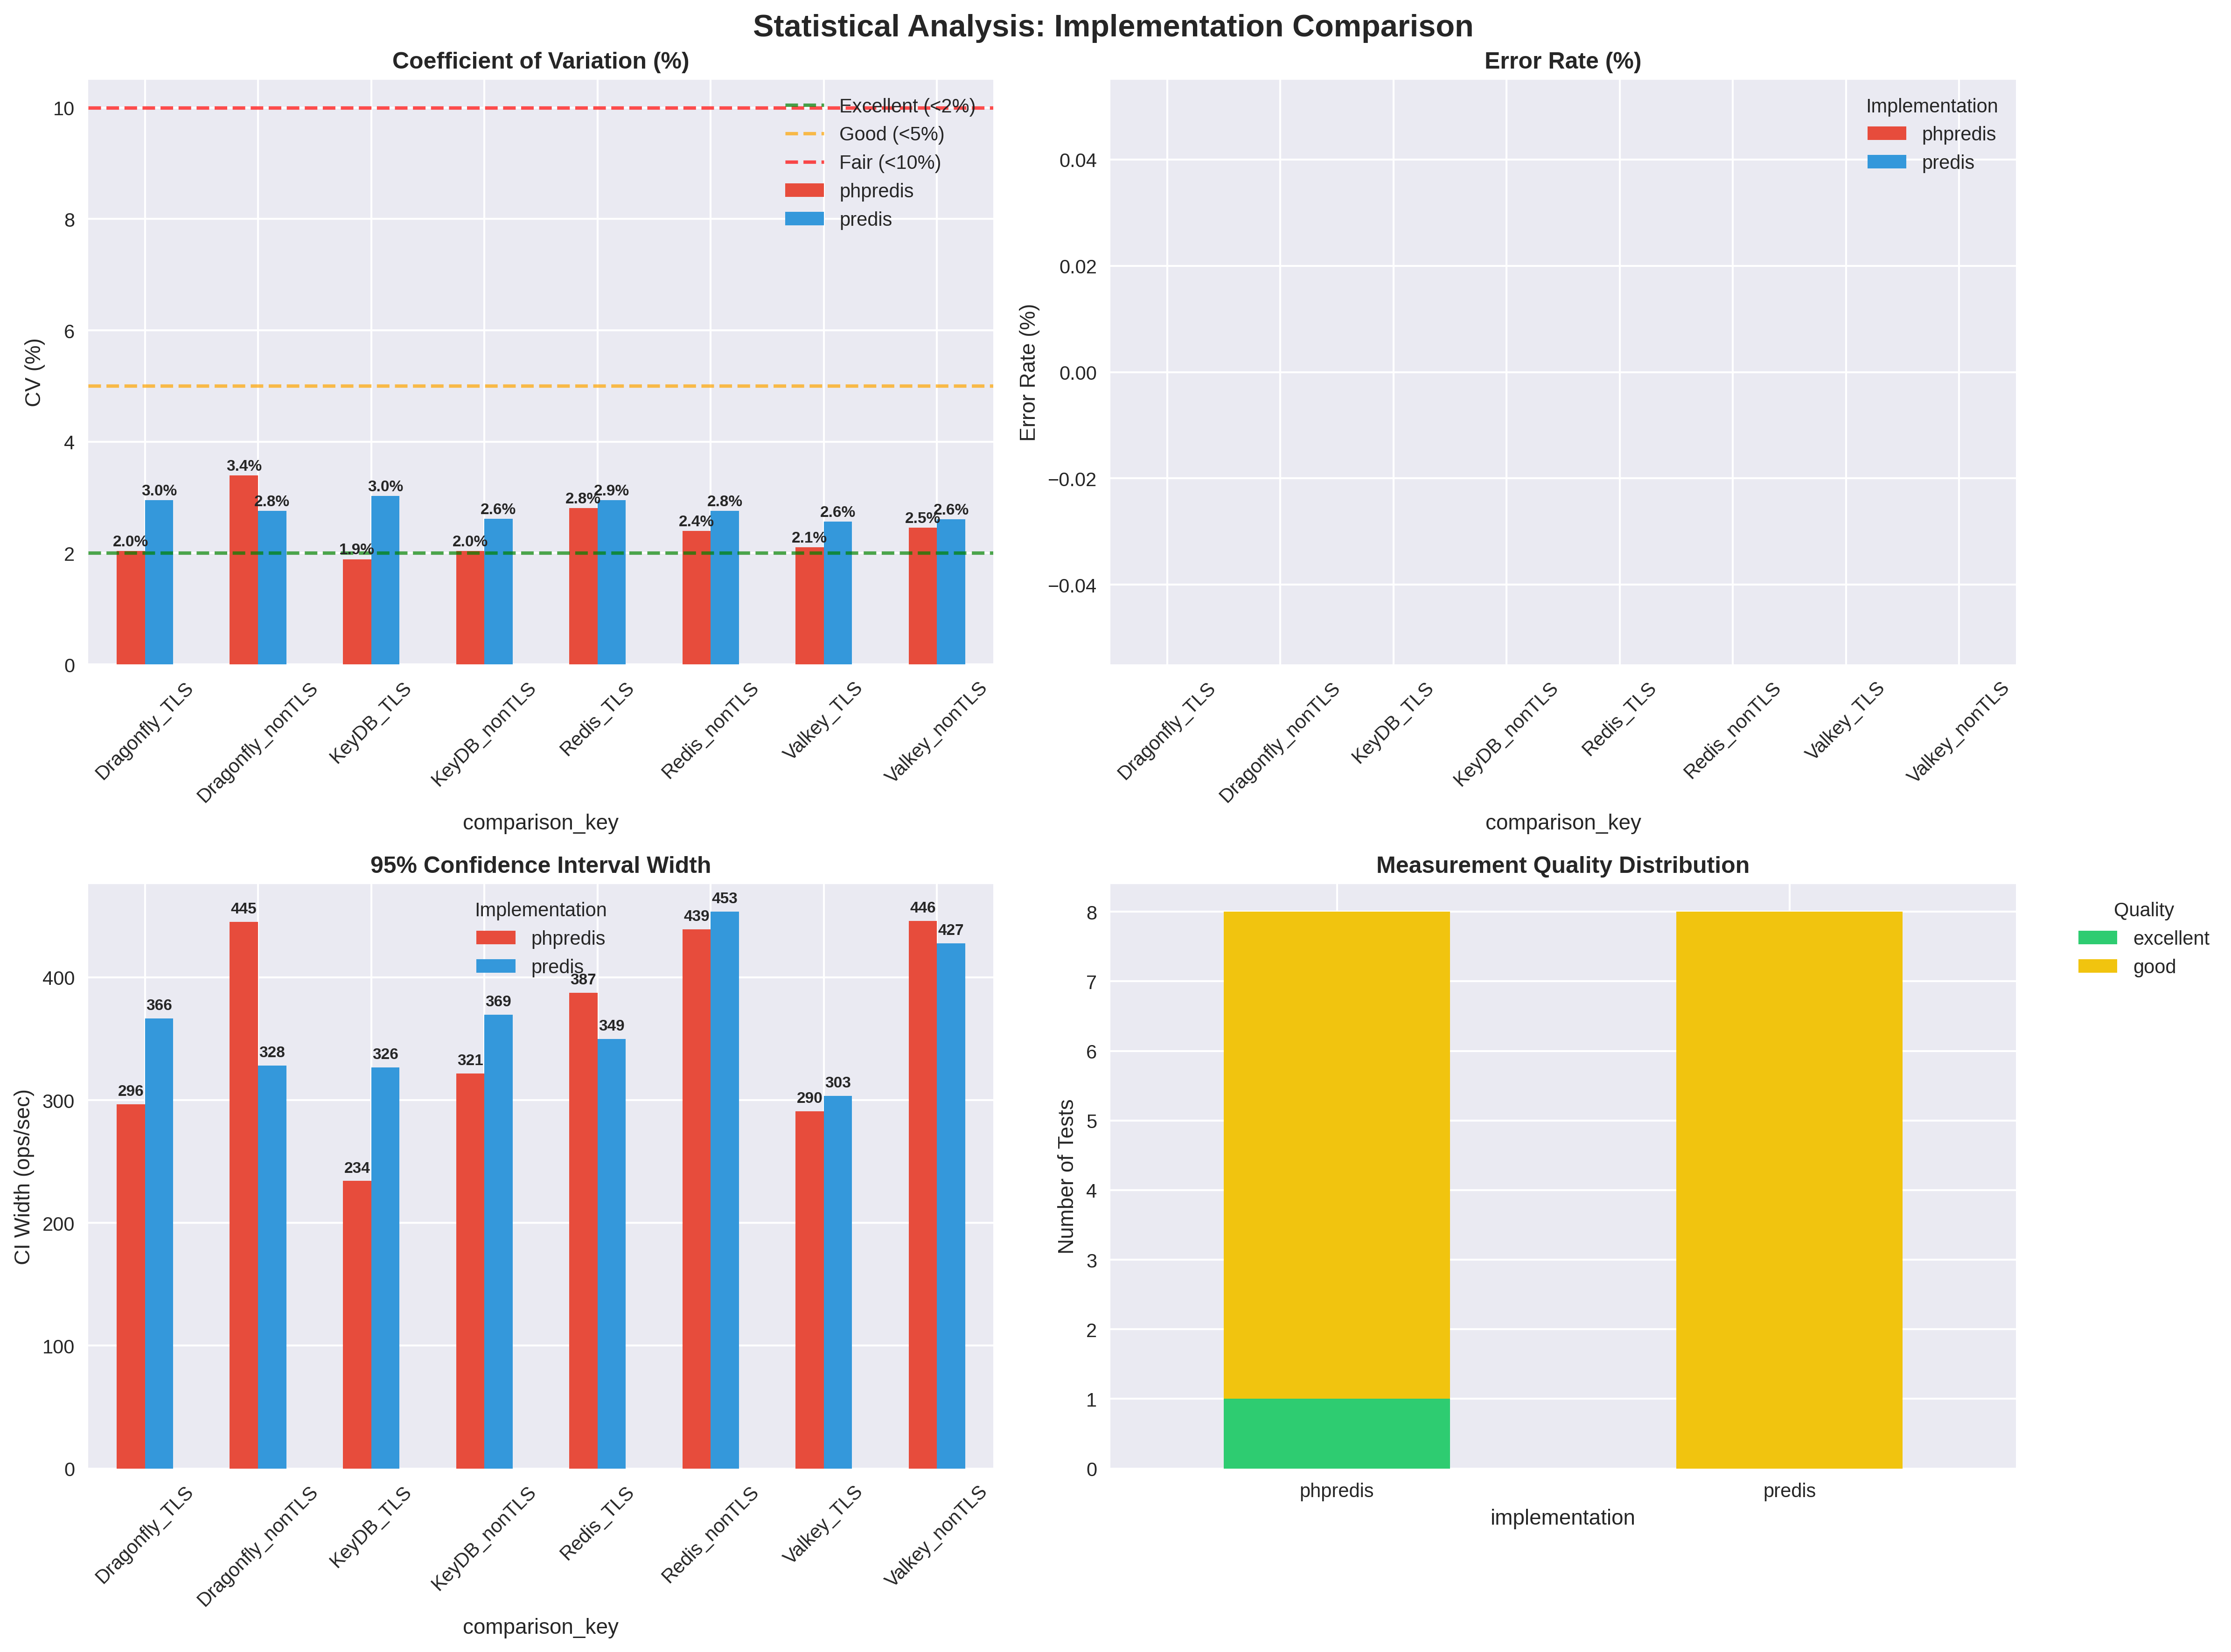 Statistical Analysis: Implementation Comparison
Coefficient of Variation (%)
CV (%)
10
8
6
4
2
0
Excellent (<2%)
Good (<5%)
Fair (<10%)
phpredis
predis
2.0%
3.0%
3.4%
2.8%
1.9%
3.0%
2.0%
2.6%
2.8%
2.9%
2.4%
2.8%
2.1%
2.6%
2.5%
2.6%
Dragonfly_TLS
Dragonfly_nonTLS
KeyDB_TLS
KeyDB_nonTLS
Redis_TLS
Redis_nonTLS
Valkey_TLS
Valkey_nonTLS
comparison_key
Error Rate (%)
Error Rate (%)
0.04
0.02
0.00
−0.02
−0.04
Implementation
phpredis
predis
Dragonfly_TLS
Dragonfly_nonTLS
KeyDB_TLS
KeyDB_nonTLS
Redis_TLS
Redis_nonTLS
Valkey_TLS
Valkey_nonTLS
comparison_key
95% Confidence Interval Width
CI Width (ops/sec)
400
300
200
100
0
Implementation
phpredis
predis
296
366
445
328
234
326
321
369
387
349
439
453
290
303
446
427
Dragonfly_TLS
Dragonfly_nonTLS
KeyDB_TLS
KeyDB_nonTLS
Redis_TLS
Redis_nonTLS
Valkey_TLS
Valkey_nonTLS
comparison_key
Measurement Quality Distribution
Number of Tests
8
7
6
5
4
3
2
1
0
phpredis
predis
implementation
Quality
excellent
good